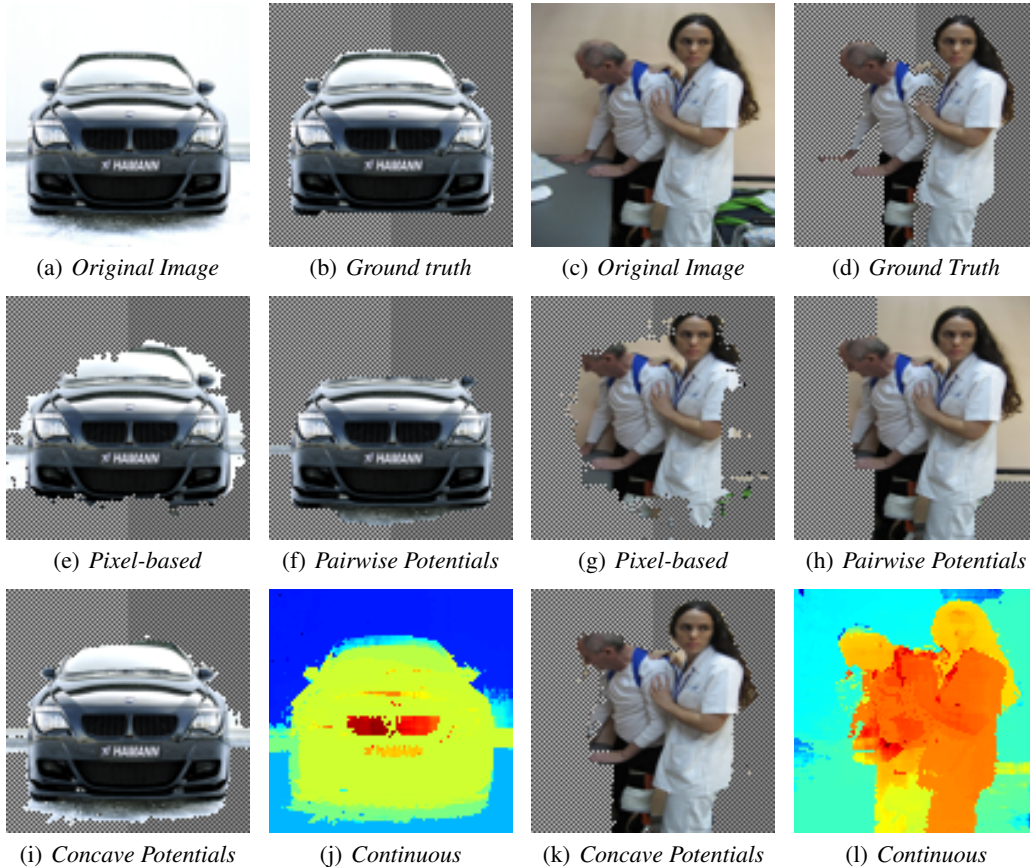 HAMANN
HAMANN
(a) Original Image
(b) Ground truth
(c) Original Image
(d) Ground Truth
HAMANN
HAMANN
(e) Pixel-based
(f) Pairwise Potentials
(g) Pixel-based
(h) Pairwise Potentials
HAMANN
(i) Concave Potentials
(j) Continuous
(k) Concave Potentials
(l) Continuous